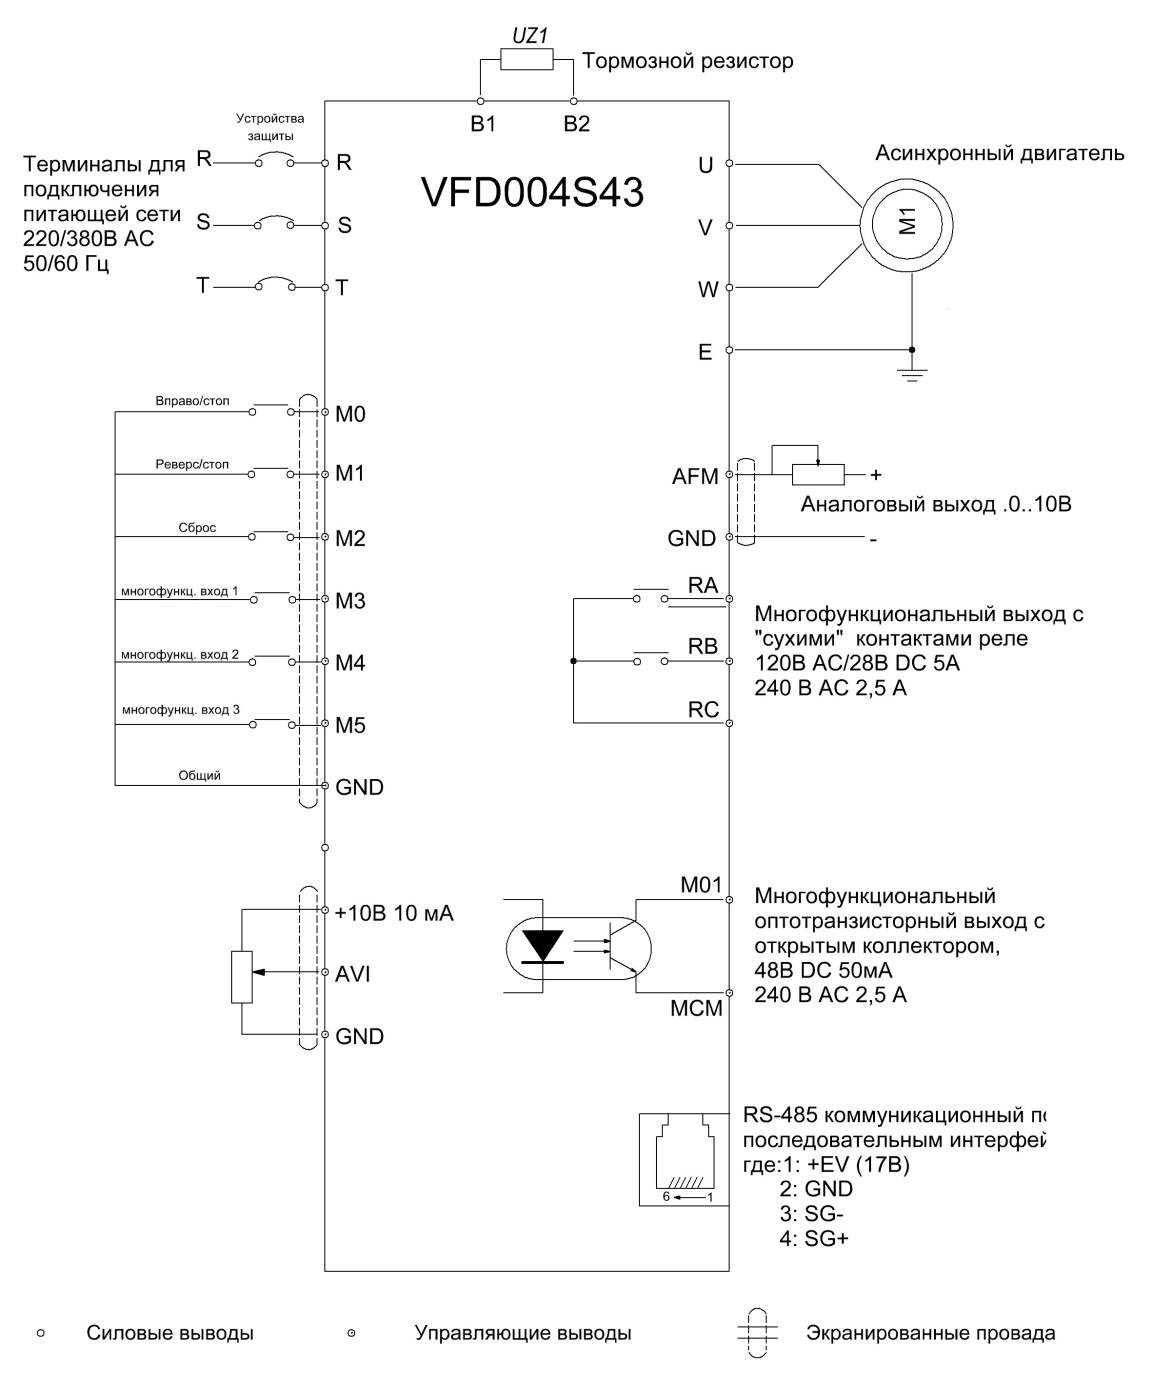 UZ1
Тормозной резистор
B1
B2
Устройства
защиты
Терминалы для
подключения
питающей сети
220/380В АС
50/60 Гц
R
R
S
S
T
T
VFD004S43
U
V
W
E
Асинхронный двигатель
M1
Вправо/стоп
M0
Реверс/стоп
M1
Сброс
M2
многофункц. вход 1
M3
многофункц. вход 2
M4
многофункц. вход 3
M5
Общий
GND
AFM
+
Аналоговый выход .0..10В
GND
-
RA
RB
RC
Многофункциональный выход с
"сухими" контактами реле
120В АС/28В DC 5А
240 В АС 2,5 А
+10В 10 мА
AVI
GND
M01
MCM
Многофункциональный
оптотранзисторный выход с
открытым коллектором,
48В DC 50мА
240 В АС 2,5 А
6
1
RS-485 коммуникационный
последовательным
где:1: +EV (17В)
2: GND
3: SG-
4: SG+
Силовые выводы
Управляющие выводы
Экранированные провада